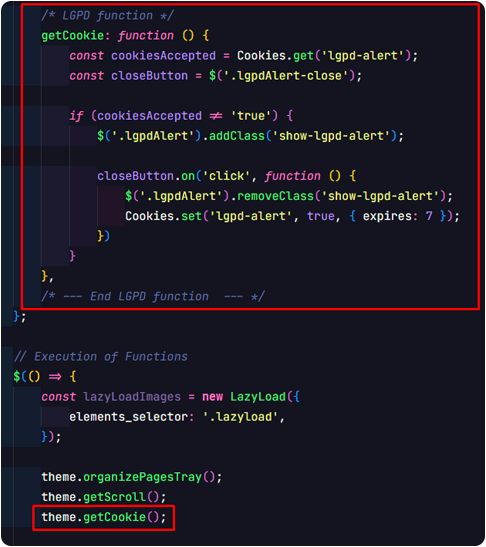 /* LGPD function */
getCookie: function () {
const cookiesAccepted = Cookies.get('lgpd-alert');
const closeButton = $('.lgpdAlert-close');
if (cookiesAccepted ≠ 'true') {
$('.lgpdAlert').addClass('show-lgpd-alert');
closeButton.on('click', function () {
$('.lgpdAlert').removeClass('show-lgpd-alert');
Cookies.set('lgpd-alert', true, { expires: 7 });
})
}
},
/* --- End LGPD function --- */
};
// Execution of Functions
$(() ⇒ {
const lazyLoadImages = new LazyLoad({
elements_selector: '.lazyload',
});
theme.organizePagesTray();
theme.getScroll();
theme.getCookie();